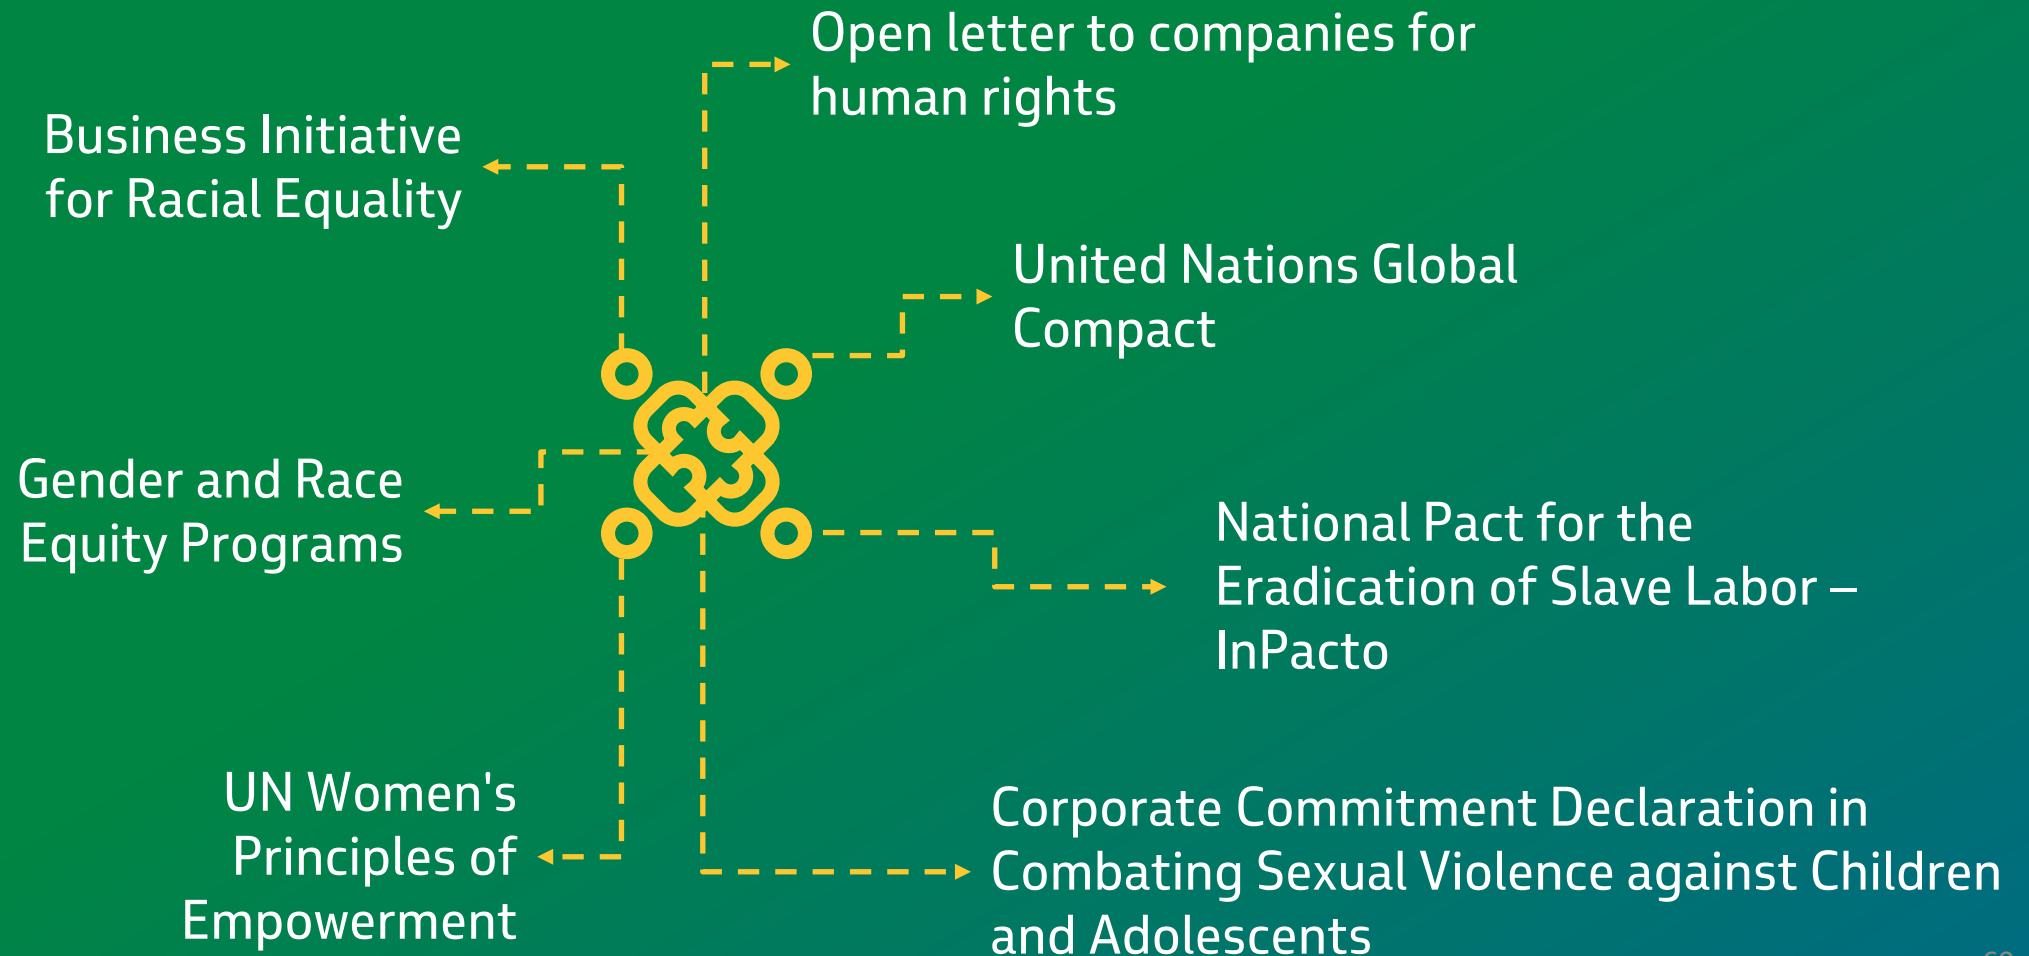 Open letter to companies for
human rights
Business Initiative
for Racial Equality
United Nations Global
Compact
Gender and Race
Equity Programs
National Pact for the
Eradication of Slave Labor –
InPacto
UN Women's
Principles of
Empowerment
Corporate Commitment Declaration in
Combating Sexual Violence against Children
and Adolescents